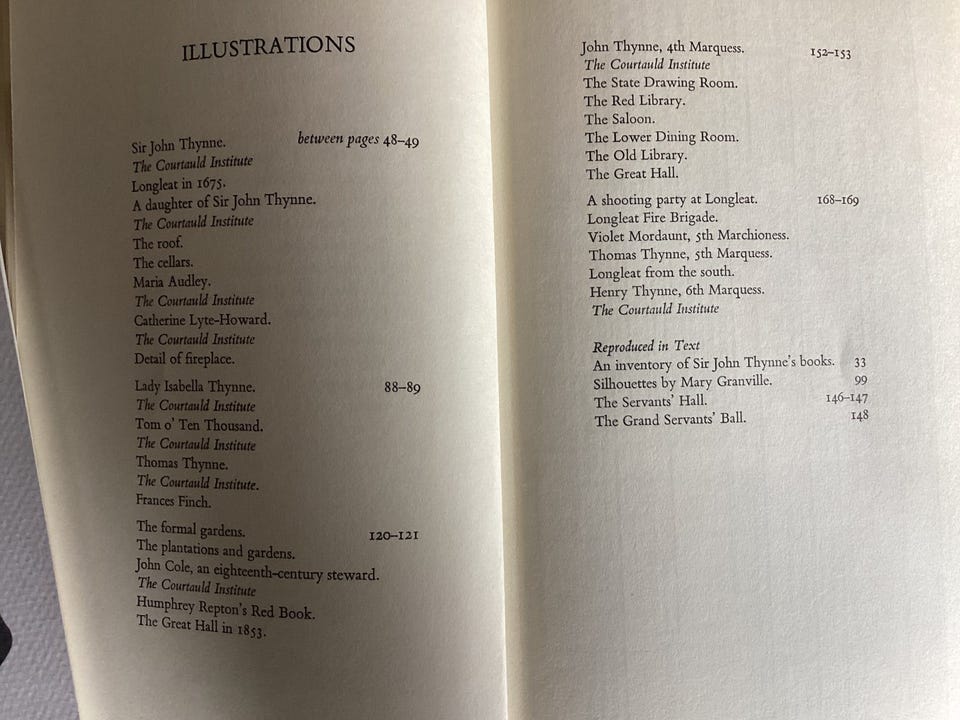 ILLUSTRATIONS
Sir John Thynne. between pages 48–49
The Courtauld Institute
Longleat in 1675.
A daughter of Sir John Thynne.
The Courtauld Institute
The roof.
The cellars.
Maria Audley.
The Courtauld Institute
Catherine Lyte-Howard.
The Courtauld Institute
Detail of fireplace.
Lady Isabella Thynne. 88–89
The Courtauld Institute
Tom o' Ten Thousand.
The Courtauld Institute
Thomas Thynne.
The Courtauld Institute.
Frances Finch.
The formal gardens. 120–121
The plantations and gardens.
John Cole, an eighteenth-century steward.
The Courtauld Institute
Humphrey Repton's Red Book.
The Great Hall in 1853.
John Thynne, 4th Marquess. 152–153
The Courtauld Institute
The State Drawing Room.
The Red Library.
The Saloon.
The Lower Dining Room.
The Old Library.
The Great Hall.
A shooting party at Longleat. 168–169
Longleat Fire Brigade.
Violet Mordaunt, 5th Marchioness.
Thomas Thynne, 5th Marquess.
Longleat from the south.
Henry Thynne, 6th Marquess.
The Courtauld Institute
Reproduced in Text
An inventory of Sir John Thynne's books. 33
Silhouettes by Mary Granville. 99
The Servants' Hall. 146–147
The Grand Servants' Ball. 148